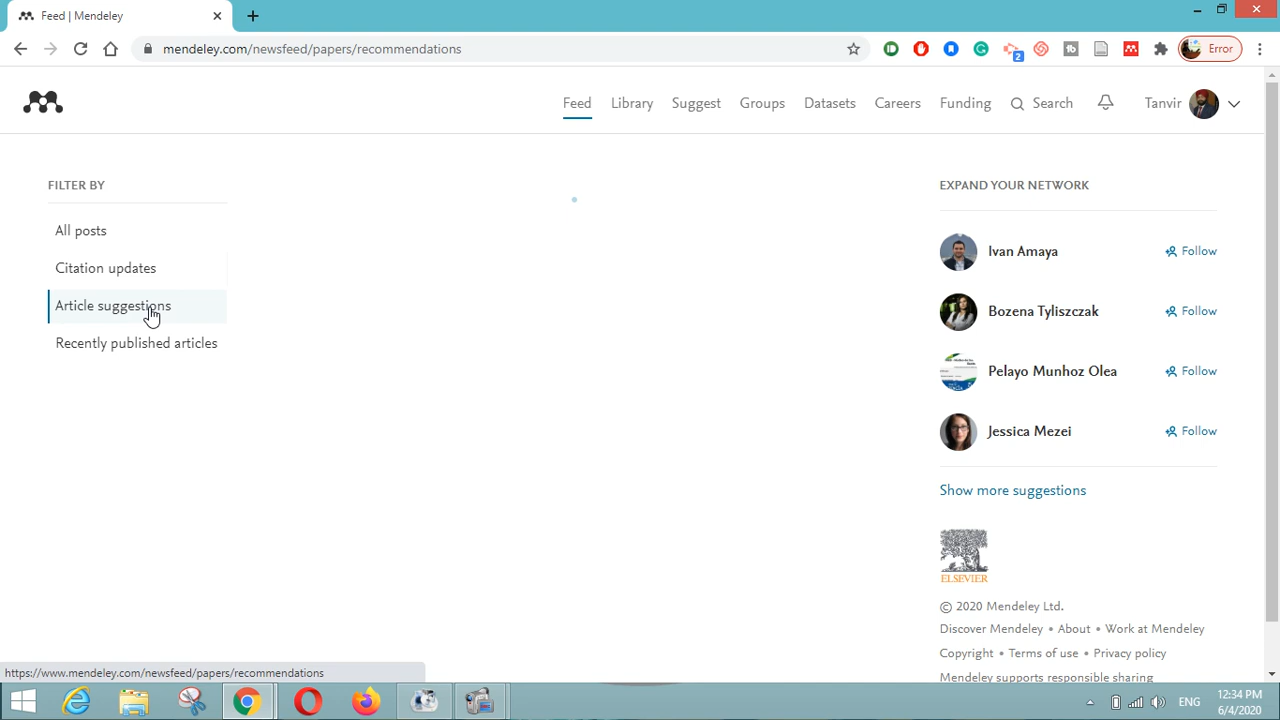 Feed | Mendeley
mendeley.com/newsfeed/papers/recommendations
2
Error
Feed
Library
Suggest
Groups
Datasets
Careers
Funding
Search
Tanvir
FILTER BY
All posts
Citation updates
Article suggestions
Recently published articles
EXPAND YOUR NETWORK
Ivan Amaya
Follow
Bozena Tyliszczak
Follow
Pelayo Munhoz Olea
Follow
Jessica Mezei
Follow
Show more suggestions
ELSEVIER
© 2020 Mendeley Ltd.
Discover Mendeley • About • Work at Mendeley
Copyright • Terms of use • Privacy policy
Mendeley supports responsible sharing
https://www.mendeley.com/newsfeed/papers/recommendations
ENG
12:34 PM
6/4/2020